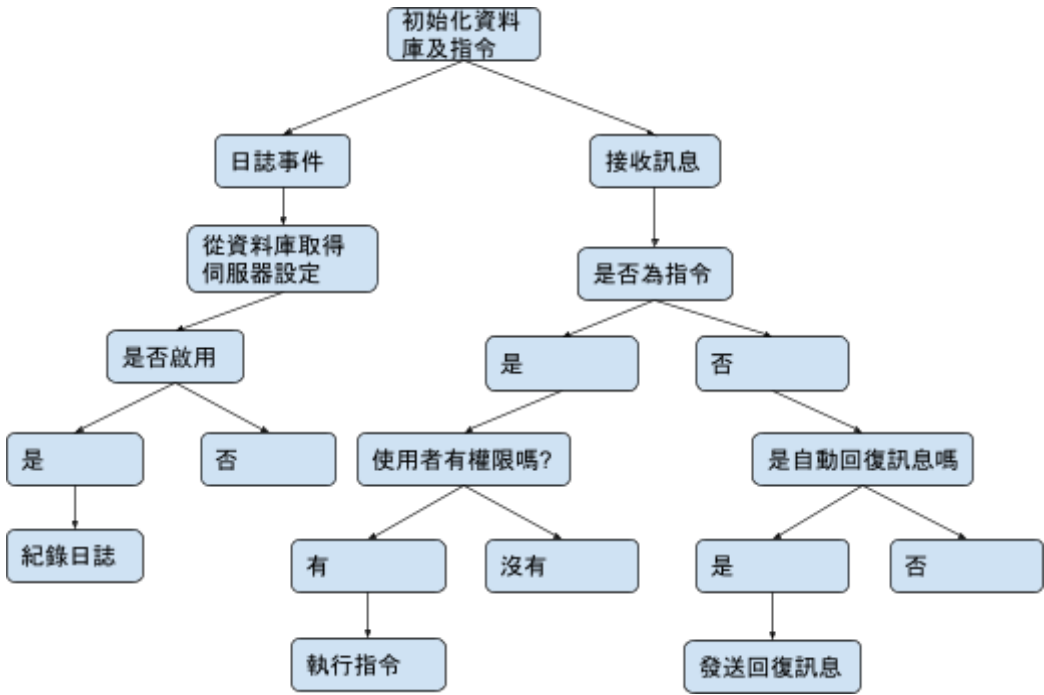 初始化資料
庫及指令
日誌事件
接收訊息
從資料庫取得
伺服器設定
是否為指令
是否啟用
是
否
是
否
使用者有權限嗎?
是自動回復訊息嗎
紀錄日誌
有
沒有
是
否
執行指令
發送回復訊息